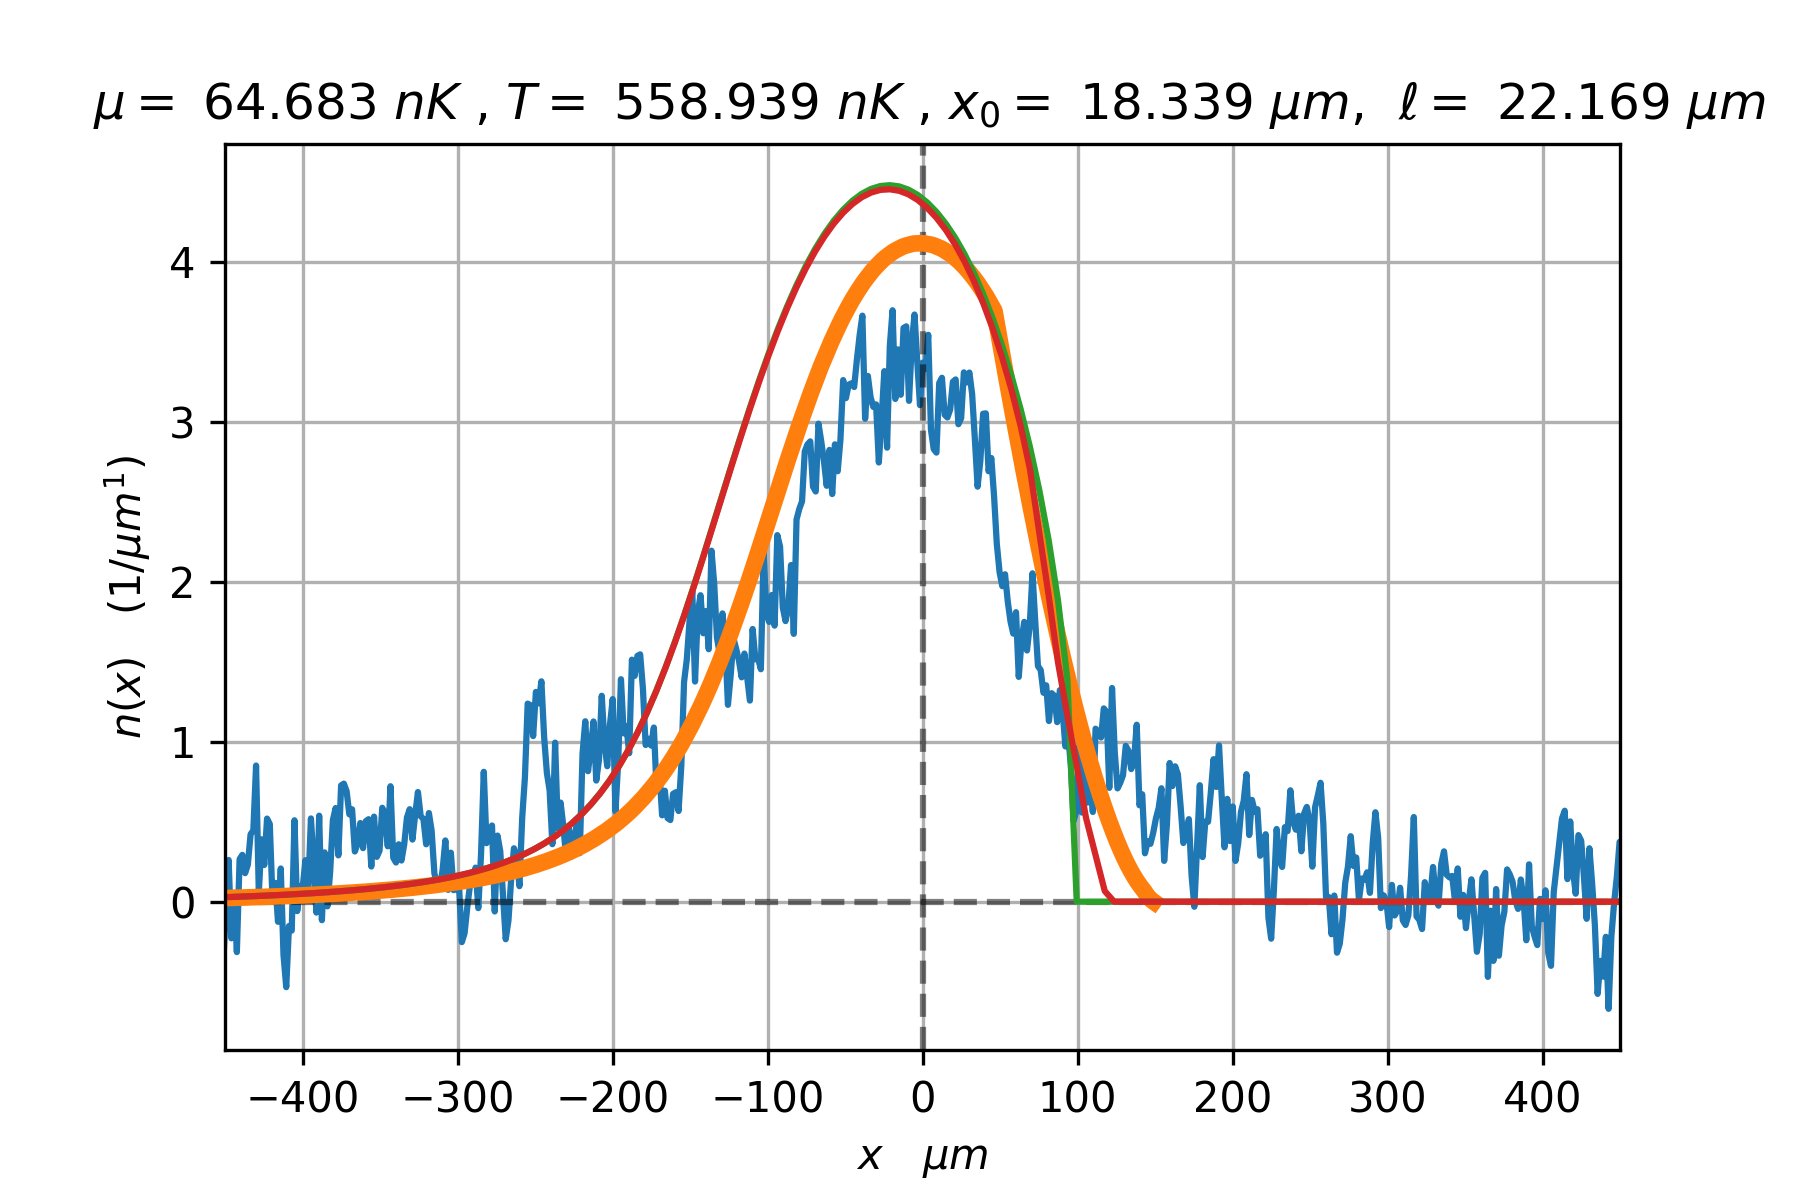 μ = 64.683 nK , T = 558.939 nK , x₀ = 18.339 μm, ℓ = 22.169 μm
n(x) (1/μm¹)
4
3
2
1
0
−400 −300 −200 −100 0 100 200 300 400
x μm